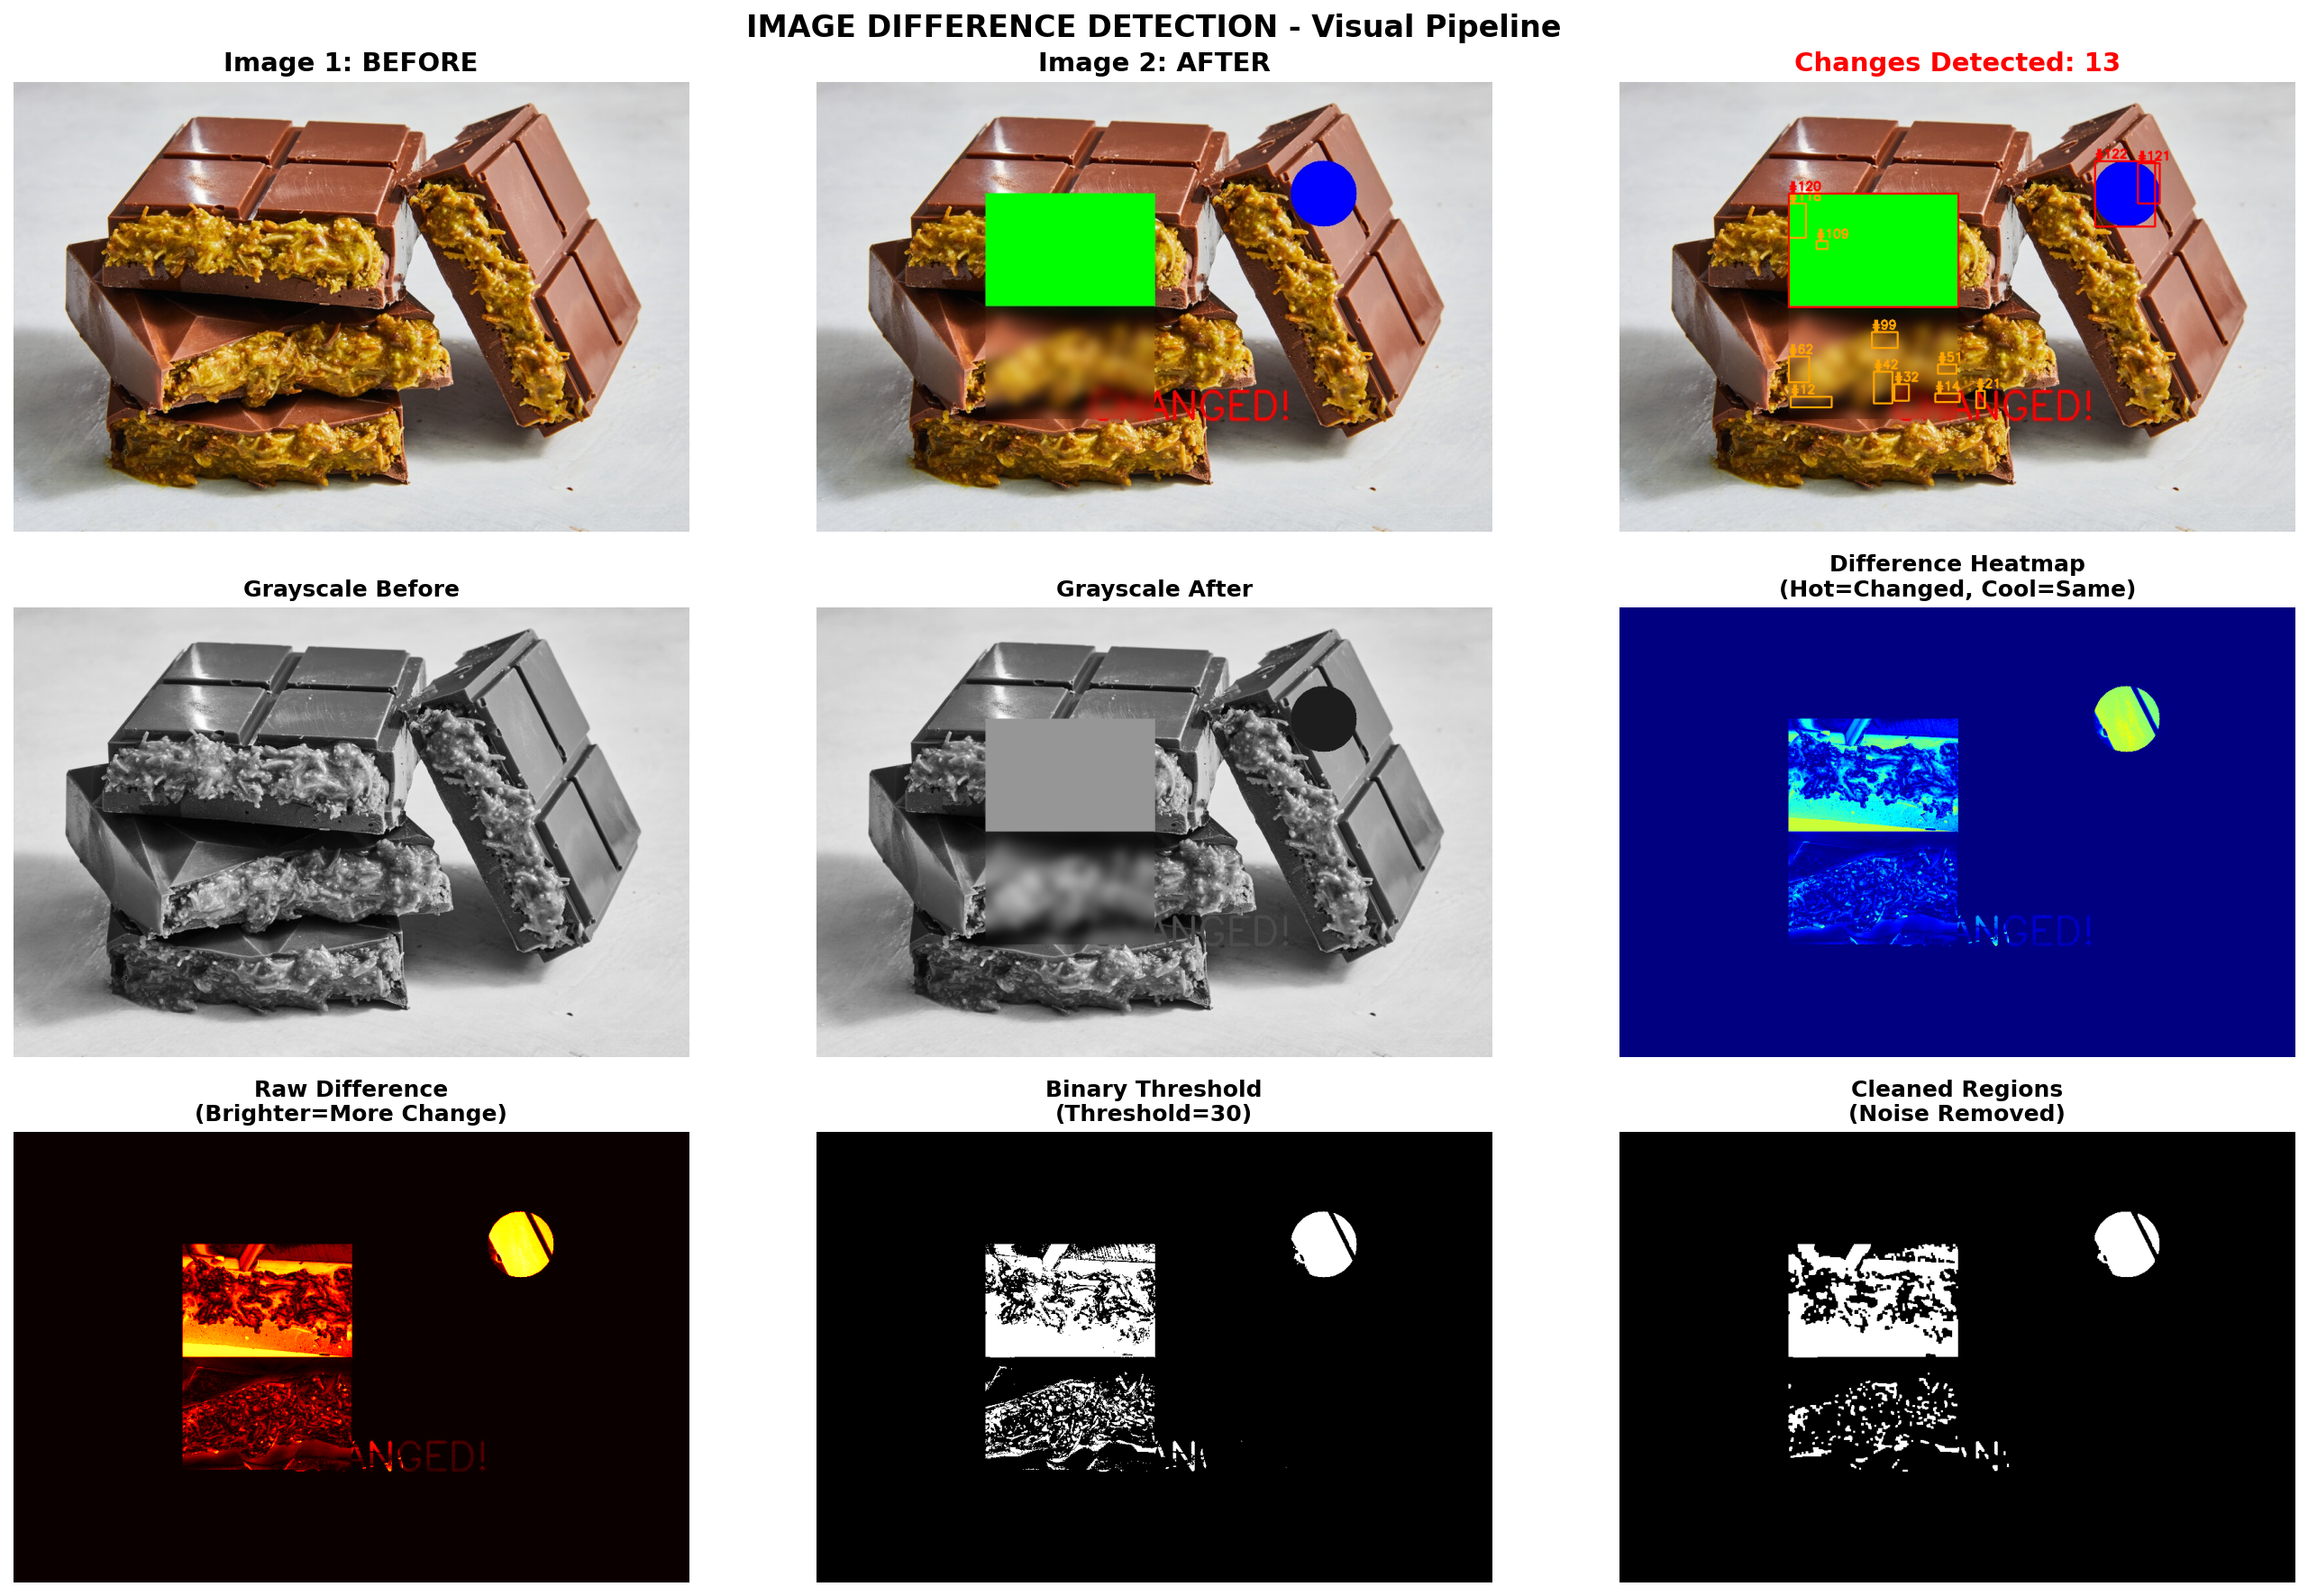 IMAGE DIFFERENCE DETECTION - Visual Pipeline
Image 1: BEFORE
Image 2: AFTER
Changes Detected: 13
CHANGED!
#122
#121
#120
#116
#109
#99
#62
#51
#42
#32
#12
#14
#21
CHANGED!
Grayscale Before
Grayscale After
Difference Heatmap
(Hot=Changed, Cool=Same)
ANGED!
ANGED!
Raw Difference
(Brighter=More Change)
Binary Threshold
(Threshold=30)
Cleaned Regions
(Noise Removed)
ANGED!
AN